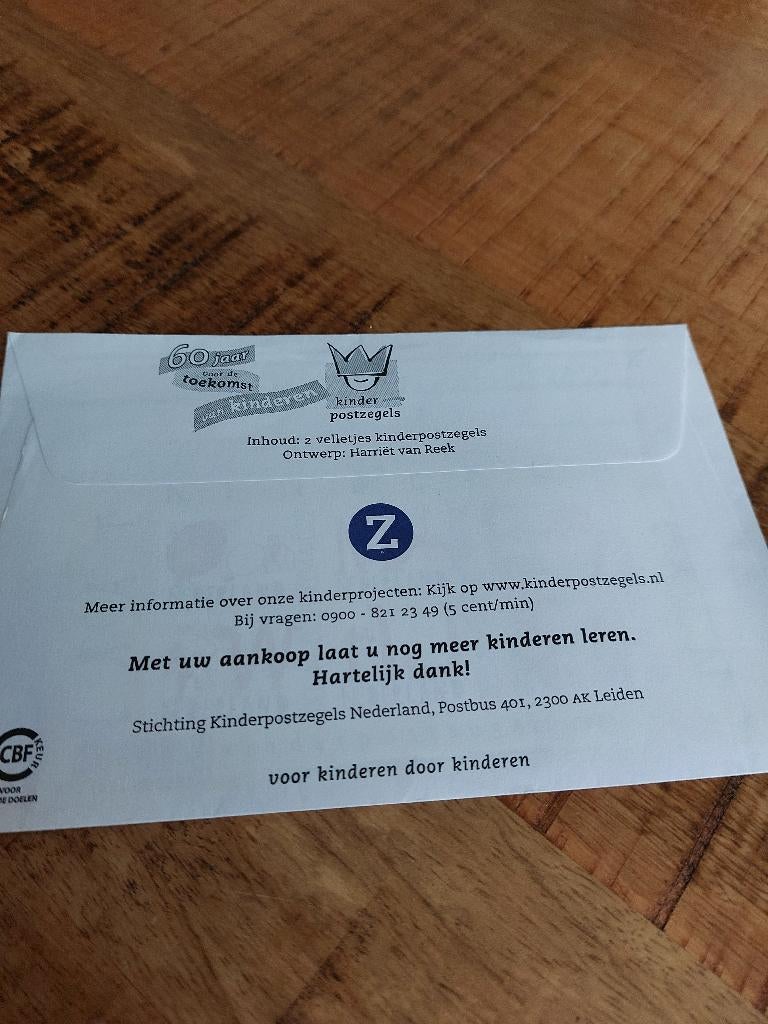 60 jaar
voor de
toekomst
van kinderen
kinder
postzegels
Inhoud: 2 velletjes kinderpostzegels
Ontwerp: Harriët van Reek
Z
Meer informatie over onze kinderprojecten: Kijk op www.kinderpostzegels.nl
Bij vragen: 0900 - 821 23 49 (5 cent/min)
Met uw aankoop laat u nog meer kinderen leren.
Hartelijk dank!
Stichting Kinderpostzegels Nederland, Postbus 401, 2300 AK Leiden
CBF
KEUR
VOOR
DOELEN
voor kinderen door kinderen